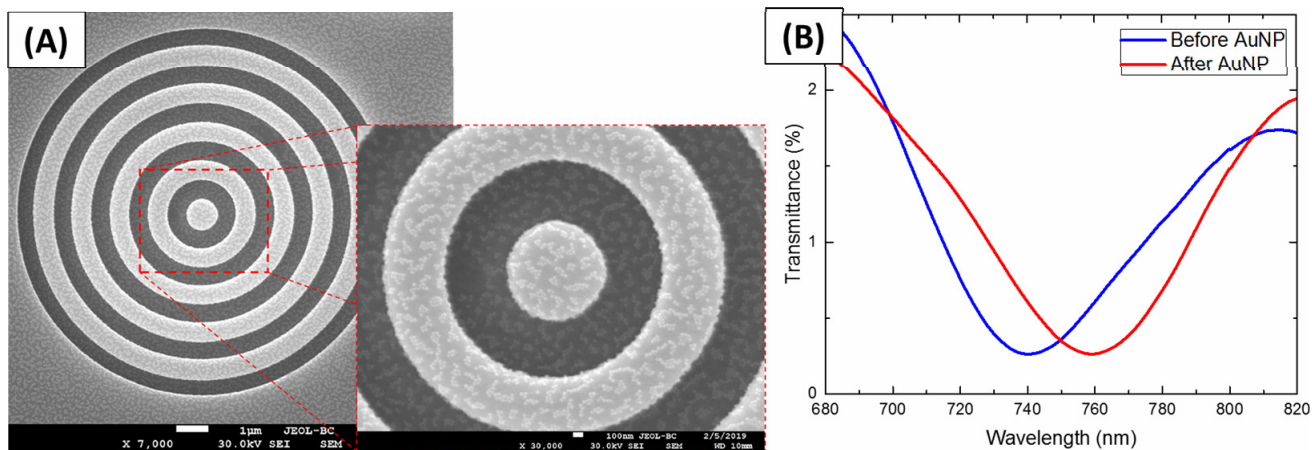 (A)
1μm JEOL-BC
X 7,000 30.0kV SEI SEM
100nm JEOL-BC 2/5/2019
X 30,000 30.0kV SEI SEM WD 10mm
(B)
Before AuNP
After AuNP
Transmittance (%)
2
1
0
680 700 720 740 760 780 800 820
Wavelength (nm)